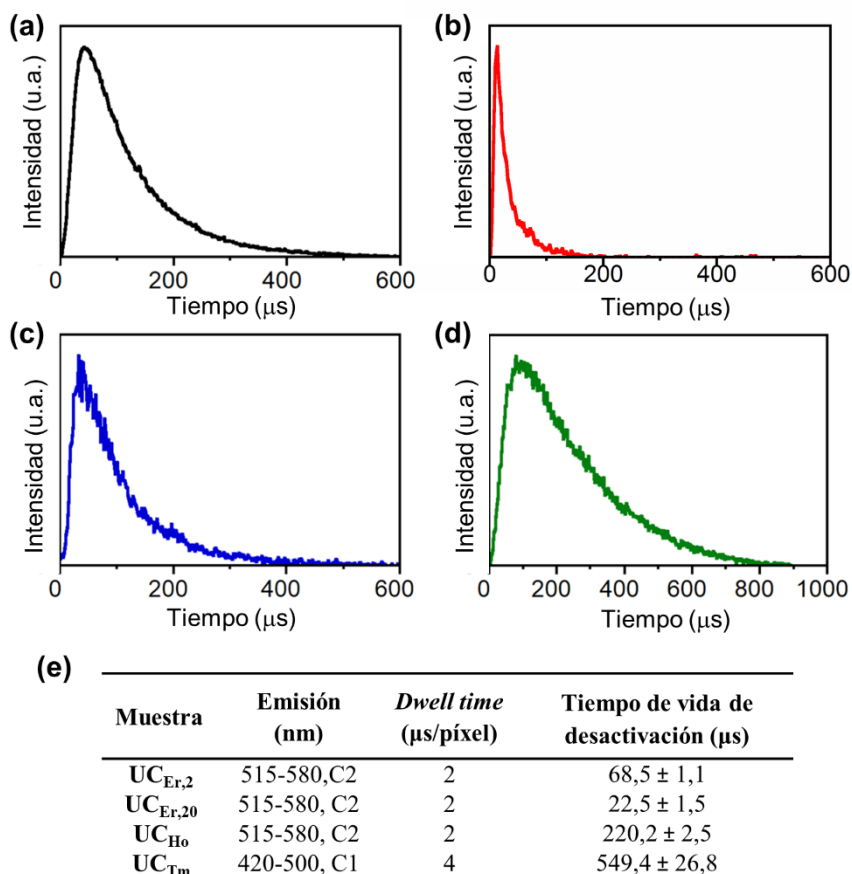 (a)
Intensidad (u.a.)
0 200 400 600
Tiempo (μs)
(b)
Intensidad (u.a.)
0 200 400 600
Tiempo (μs)
(c)
Intensidad (u.a.)
0 200 400 600
Tiempo (μs)
(d)
Intensidad (u.a.)
0 200 400 600 800 1000
Tiempo (μs)
(e)
Muestra
Emisión
(nm)
Dwell time
(μs/píxel)
Tiempo de vida de
desactivación (μs)
UC_Er,2 515-580,C2 2 68,5 ± 1,1
UC_Er,20 515-580, C2 2 22,5 ± 1,5
UC_Ho 515-580, C2 2 220,2 ± 2,5
UC_Tm 420-500, C1 4 549,4 ± 26,8